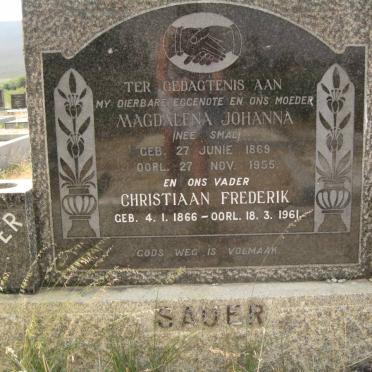 TER GEDAGTENIS AAN
MY DIERBARE EGGENOTE EN ONS MOEDER
MAGDALENA JOHANNA
(NEE SMAL)
GEB. 27 JUNIE 1869
OORL. 27 NOV. 1955.
EN ONS VADER
CHRISTIAAN FREDERIK
GEB. 4.1.1866 – OORL. 18.3.1961.
GODS WEG IS VOLMAAK
SAUER
ER